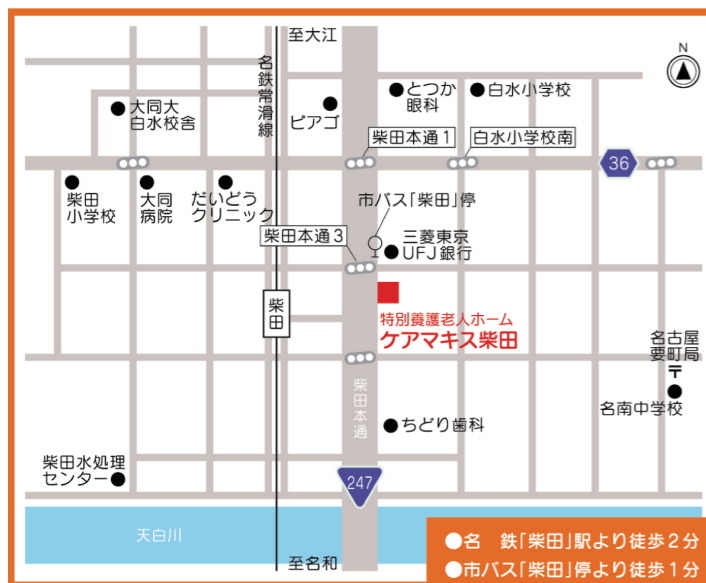 至大江
N
名鉄常滑線
大同大
白水校舎
ピアゴ
とつか
眼科
白水小学校
柴田本通1
白水小学校南
36
柴田
小学校
大同
病院
だいどう
クリニック
市バス「柴田」停
柴田本通3
三菱東京
UFJ銀行
柴田
特別養護老人ホーム
ケアマキス柴田
名古屋
要町局
〒
名南中学校
柴田本通
ちどり歯科
柴田水処理
センター
247
天白川
至名和
●名　鉄「柴田」駅より徒歩2分
●市バス「柴田」停より徒歩1分